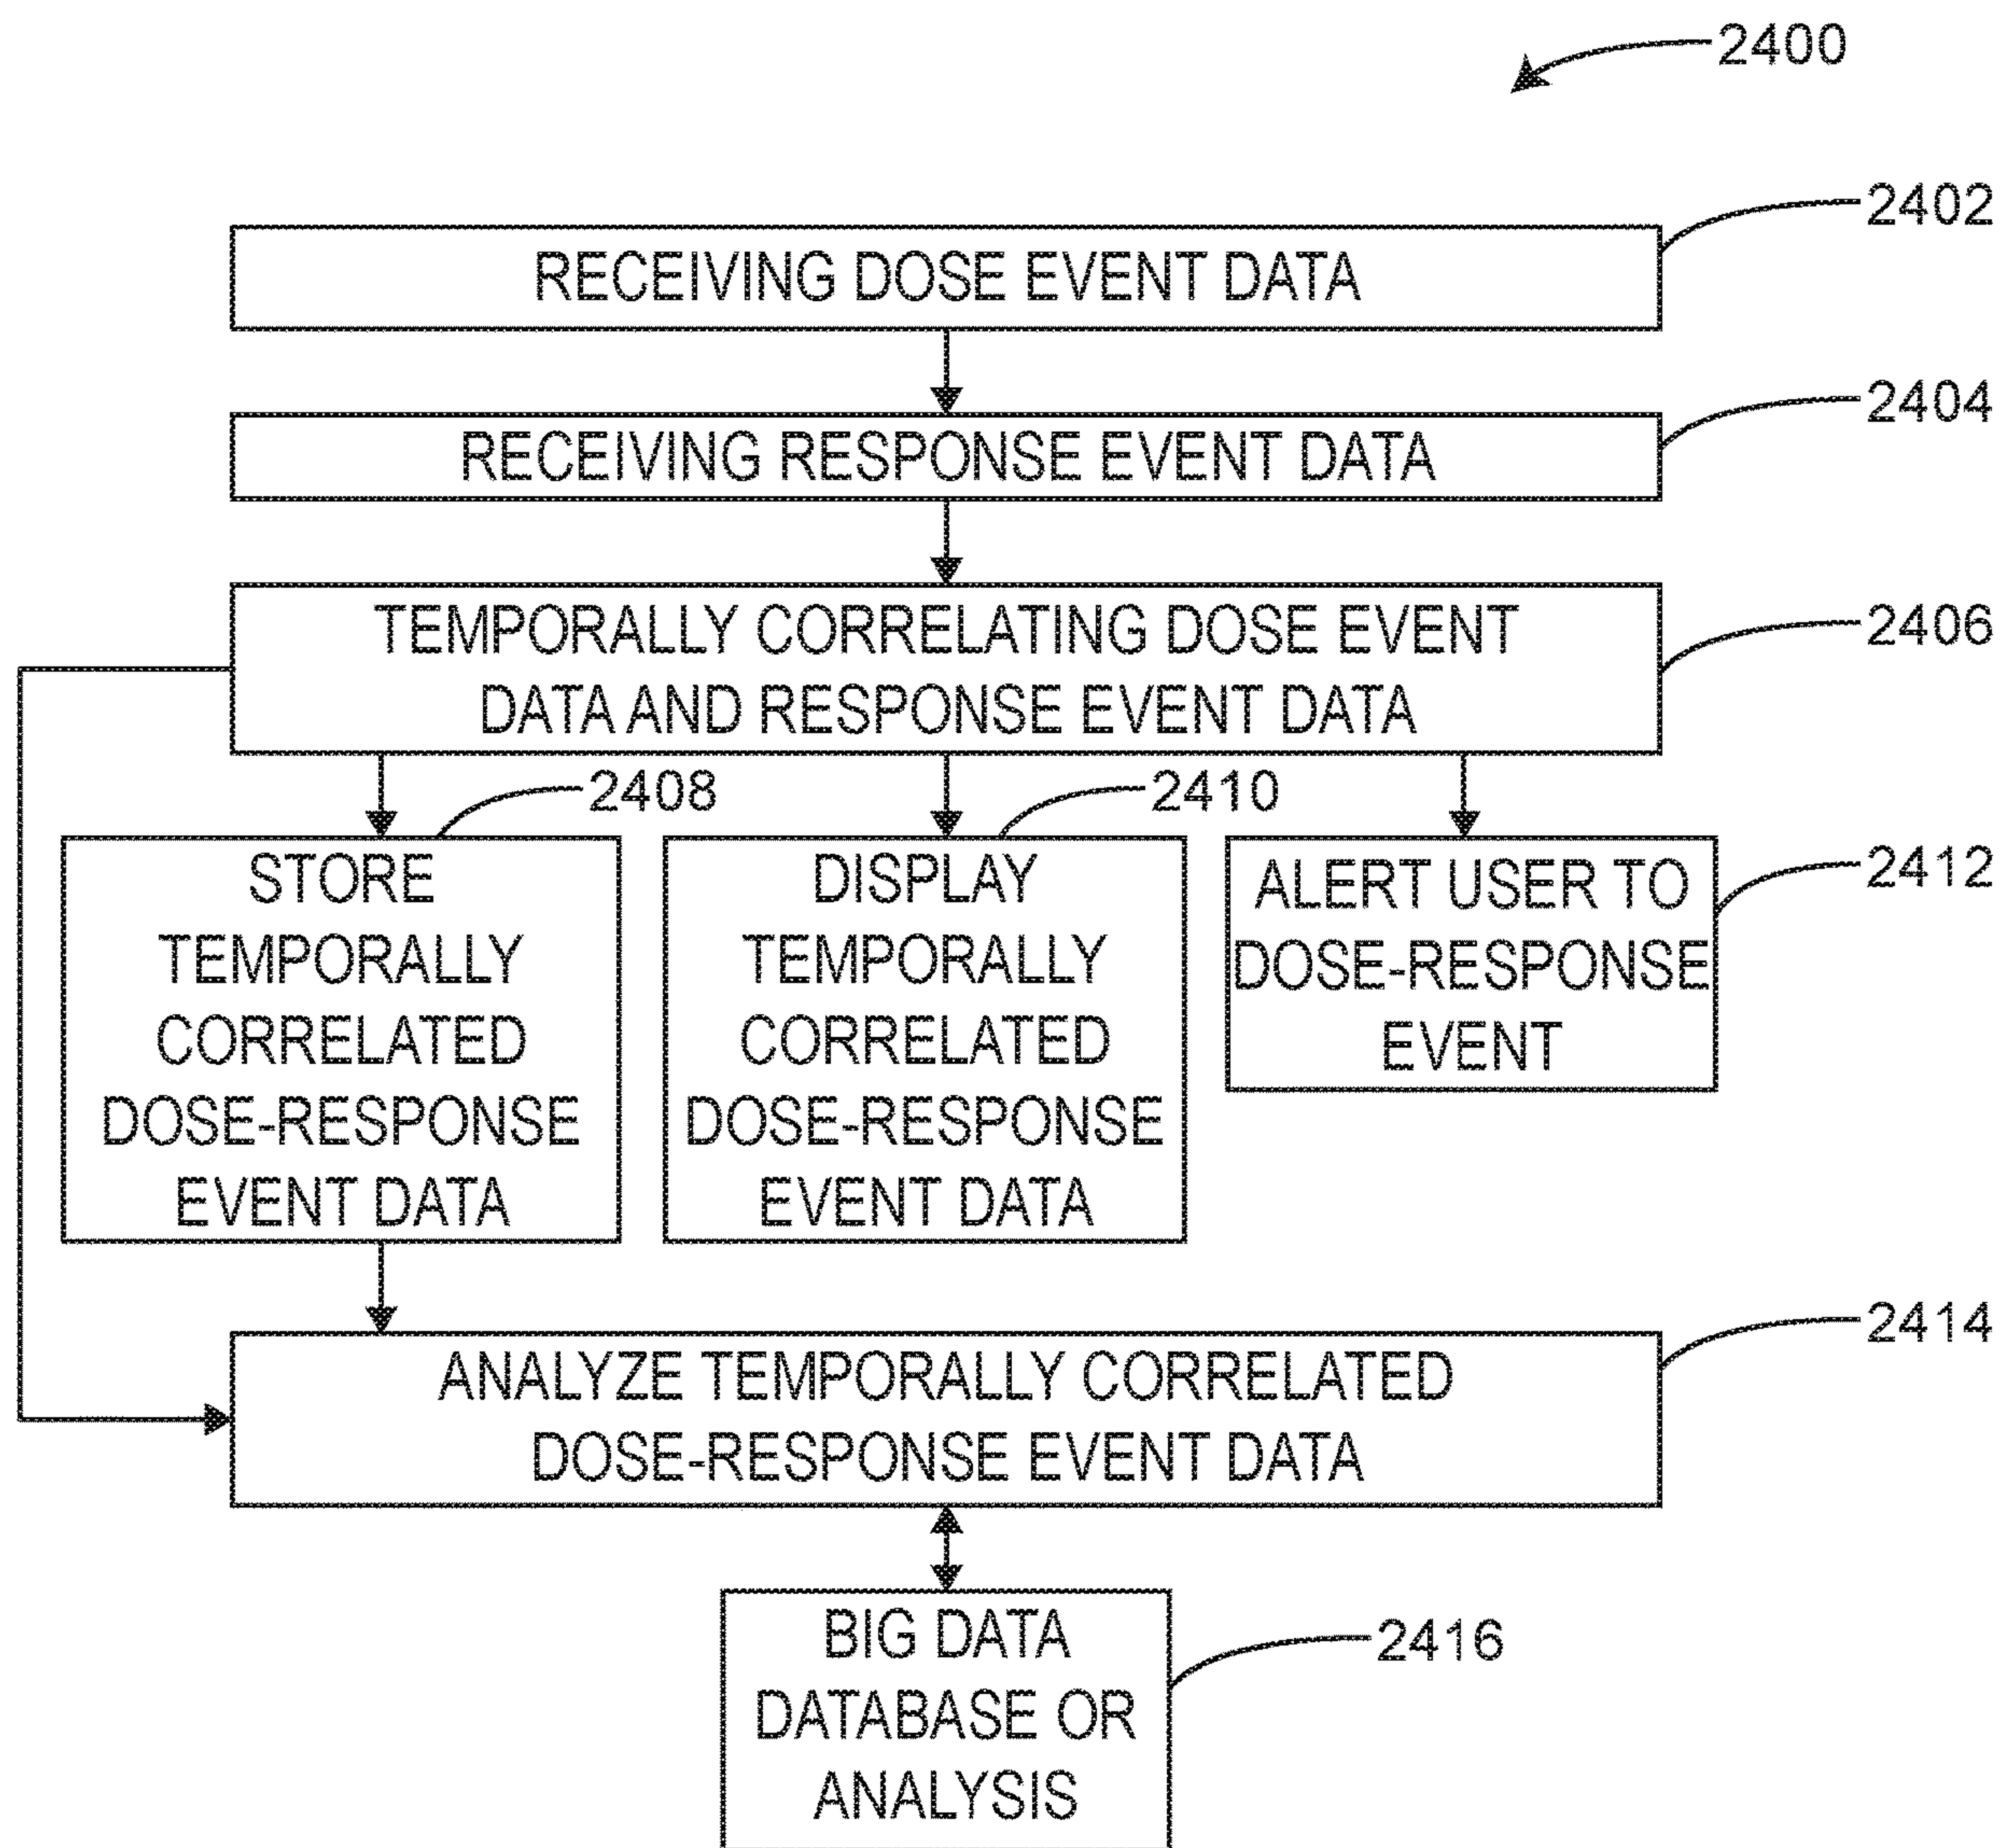 2400
2402
RECEIVING DOSE EVENT DATA
2404
RECEIVING RESPONSE EVENT DATA
2406
TEMPORALLY CORRELATING DOSE EVENT
DATA AND RESPONSE EVENT DATA
2408
STORE
TEMPORALLY
CORRELATED
DOSE-RESPONSE
EVENT DATA
2410
DISPLAY
TEMPORALLY
CORRELATED
DOSE-RESPONSE
EVENT DATA
2412
ALERT USER TO
DOSE-RESPONSE
EVENT
2414
ANALYZE TEMPORALLY CORRELATED
DOSE-RESPONSE EVENT DATA
2416
BIG DATA
DATABASE OR
ANALYSIS